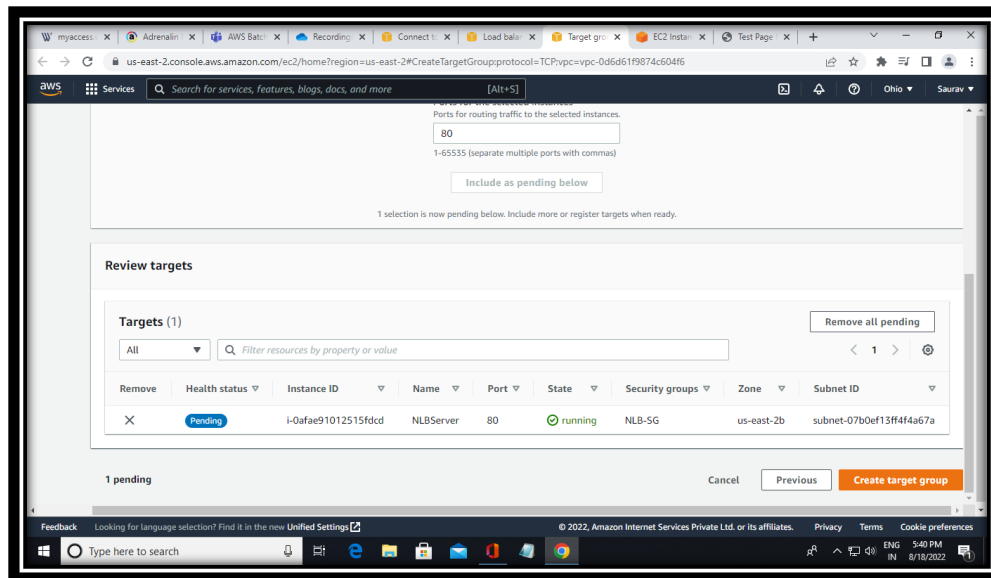 myaccess.
Adrenalin
AWS Batch
Recording
Connect to
Load balan
Target gro
EC2 Instan
Test Page
us-east-2.console.aws.amazon.com/ec2/home?region=us-east-2#CreateTargetGroup:protocol=TCP;vpc=vpc-0d6d61f9874c604f6
aws Services Search for services, features, blogs, docs, and more [Alt+S] Ohio Saurav
Ports for the selected instances
Ports for routing traffic to the selected instances.
80
1-65535 (separate multiple ports with commas)
Include as pending below
1 selection is now pending below. Include more or register targets when ready.
Review targets
Targets (1) Remove all pending
All Filter resources by property or value 1
Remove Health status Instance ID Name Port State Security groups Zone Subnet ID
Pending i-0afae91012515fdcd NLBServer 80 running NLB-SG us-east-2b subnet-07b0ef13ff4f4a67a
1 pending Cancel Previous Create target group
Feedback Looking for language selection? Find it in the new Unified Settings © 2022, Amazon Internet Services Private Ltd. or its affiliates. Privacy Terms Cookie preferences
Type here to search ENG 5:40 PM
IN 8/18/2022